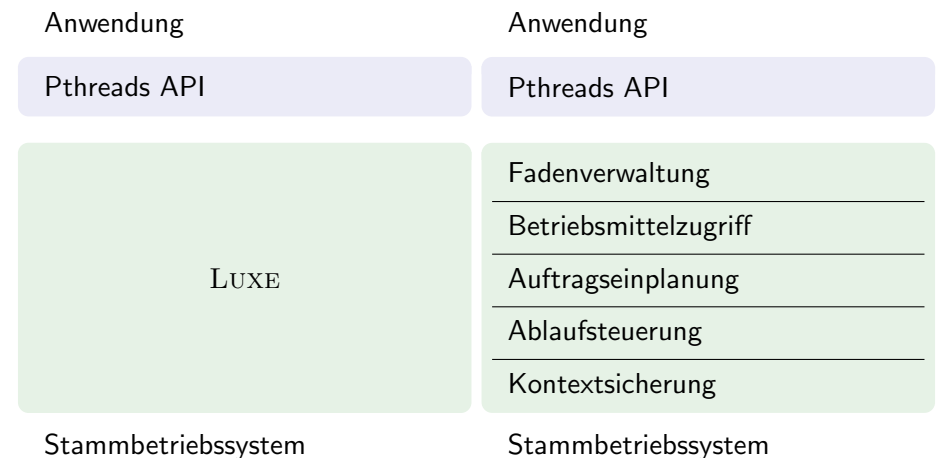 Anwendung
Pthreads API
LUXE
Stammbetriebssystem
Anwendung
Pthreads API
Fadenverwaltung
Betriebsmittelzugriff
Auftragseinplanung
Ablaufsteuerung
Kontextsicherung
Stammbetriebssystem